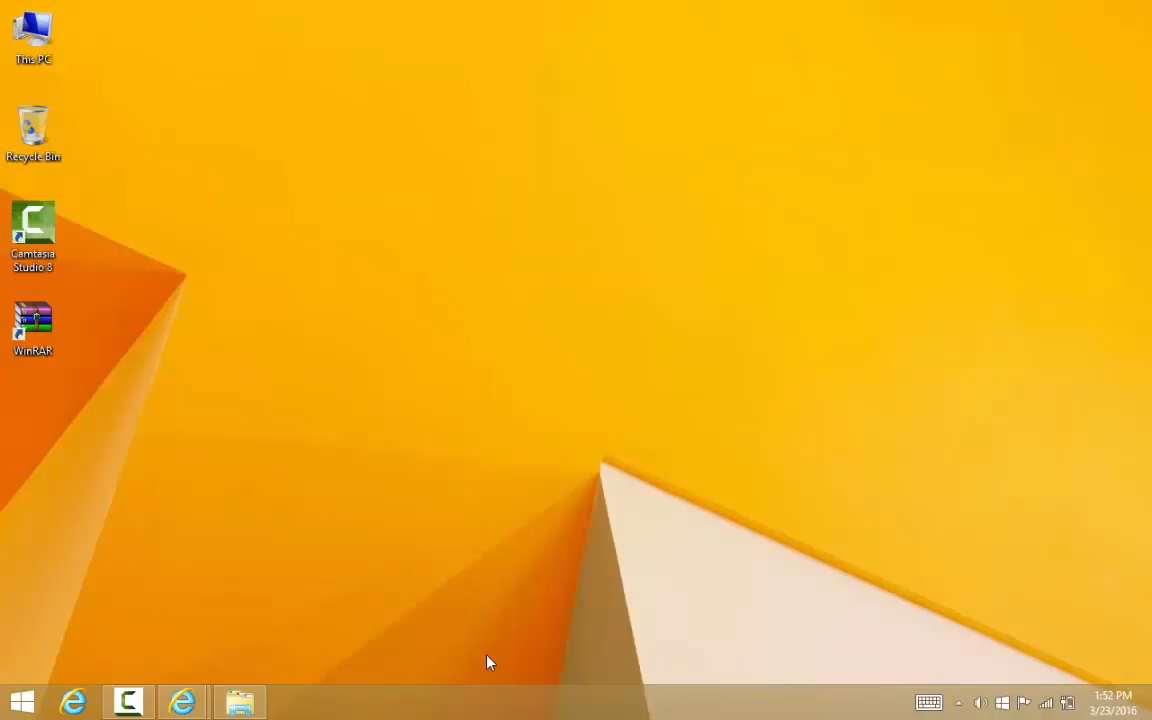 This PC
Recycle Bin
Camtasia
Studio 8
WinRAR
1:52 PM
3/23/2016